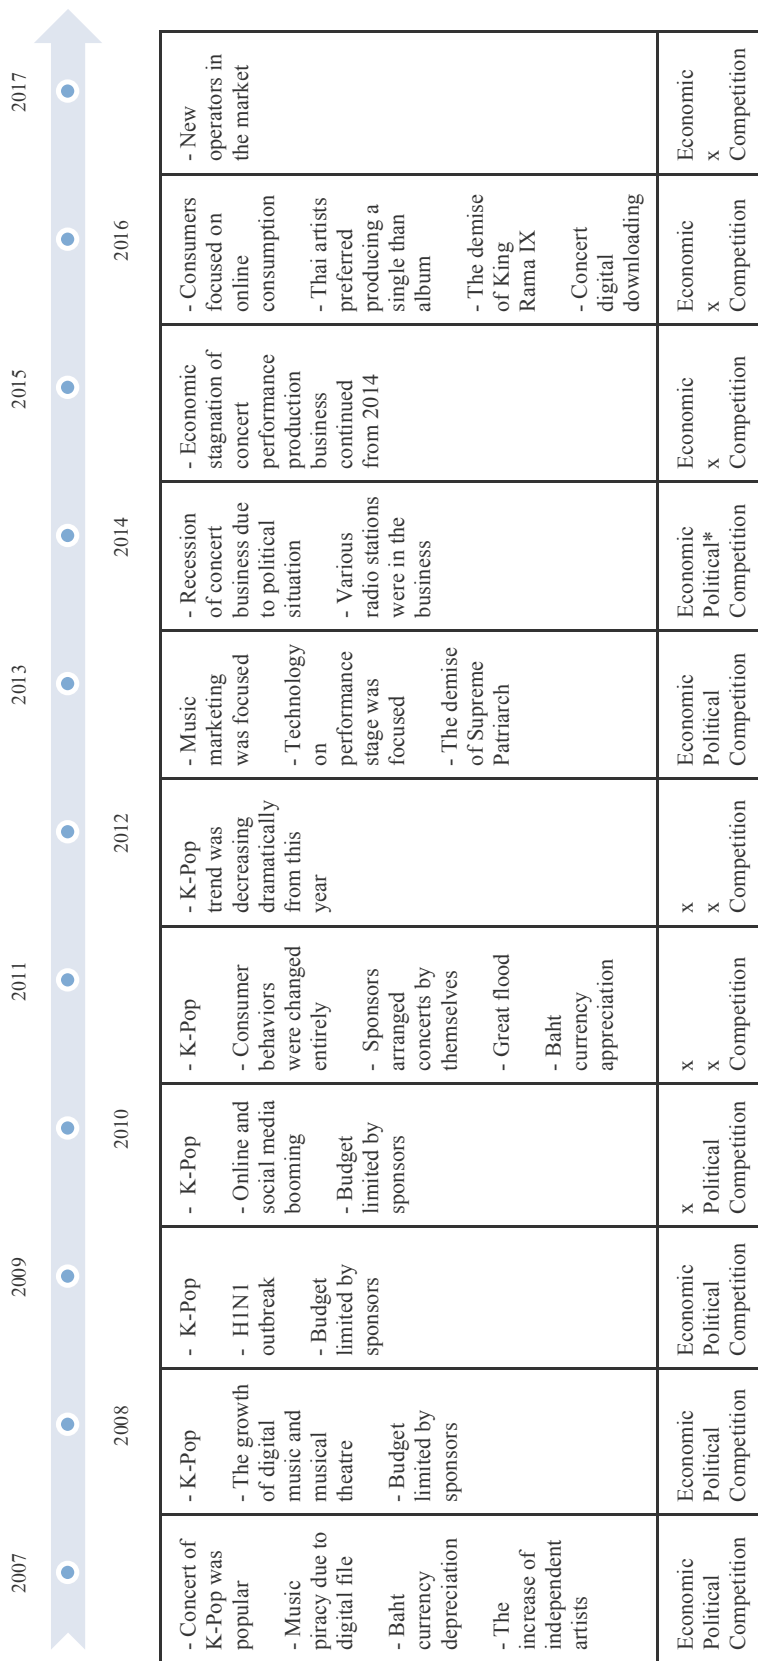 2007
2008
2009
2010
2011
2012
2013
2014
2015
2016
2017
- Concert of
K-Pop was
popular
- Music
piracy due to
digital file
- Baht
currency
depreciation
- The
increase of
independent
artists
Economic
Political
Competition
- K-Pop
- The growth
of digital
music and
musical
theatre
- Budget
limited by
sponsors
Economic
Political
Competition
- K-Pop
- H1N1
outbreak
- Budget
limited by
sponsors
Economic
Political
Competition
- K-Pop
- Online and
social media
booming
- Budget
limited by
sponsors
x
Political
Competition
- K-Pop
- Consumer
behaviors
were changed
entirely
- Sponsors
arranged
concerts by
themselves
- Great flood
- Baht
currency
appreciation
x
x
Competition
- K-Pop
trend was
decreasing
dramatically
from this
year
x
x
Competition
- Music
marketing
was focused
- Technology
on
performance
stage was
focused
- The demise
of Supreme
Patriarch
Economic
Political
Competition
- Recession
of concert
business due
to political
situation
- Various
radio stations
were in the
business
Economic
Political*
Competition
- Economic
stagnation of
concert
performance
production
business
continued
from 2014
Economic
x
Competition
- Consumers
focused on
online
consumption
- Thai artists
preferred
producing a
single than
album
- The demise
of King
Rama IX
- Concert
digital
downloading
Economic
x
Competition
- New
operators in
the market
Economic
x
Competition